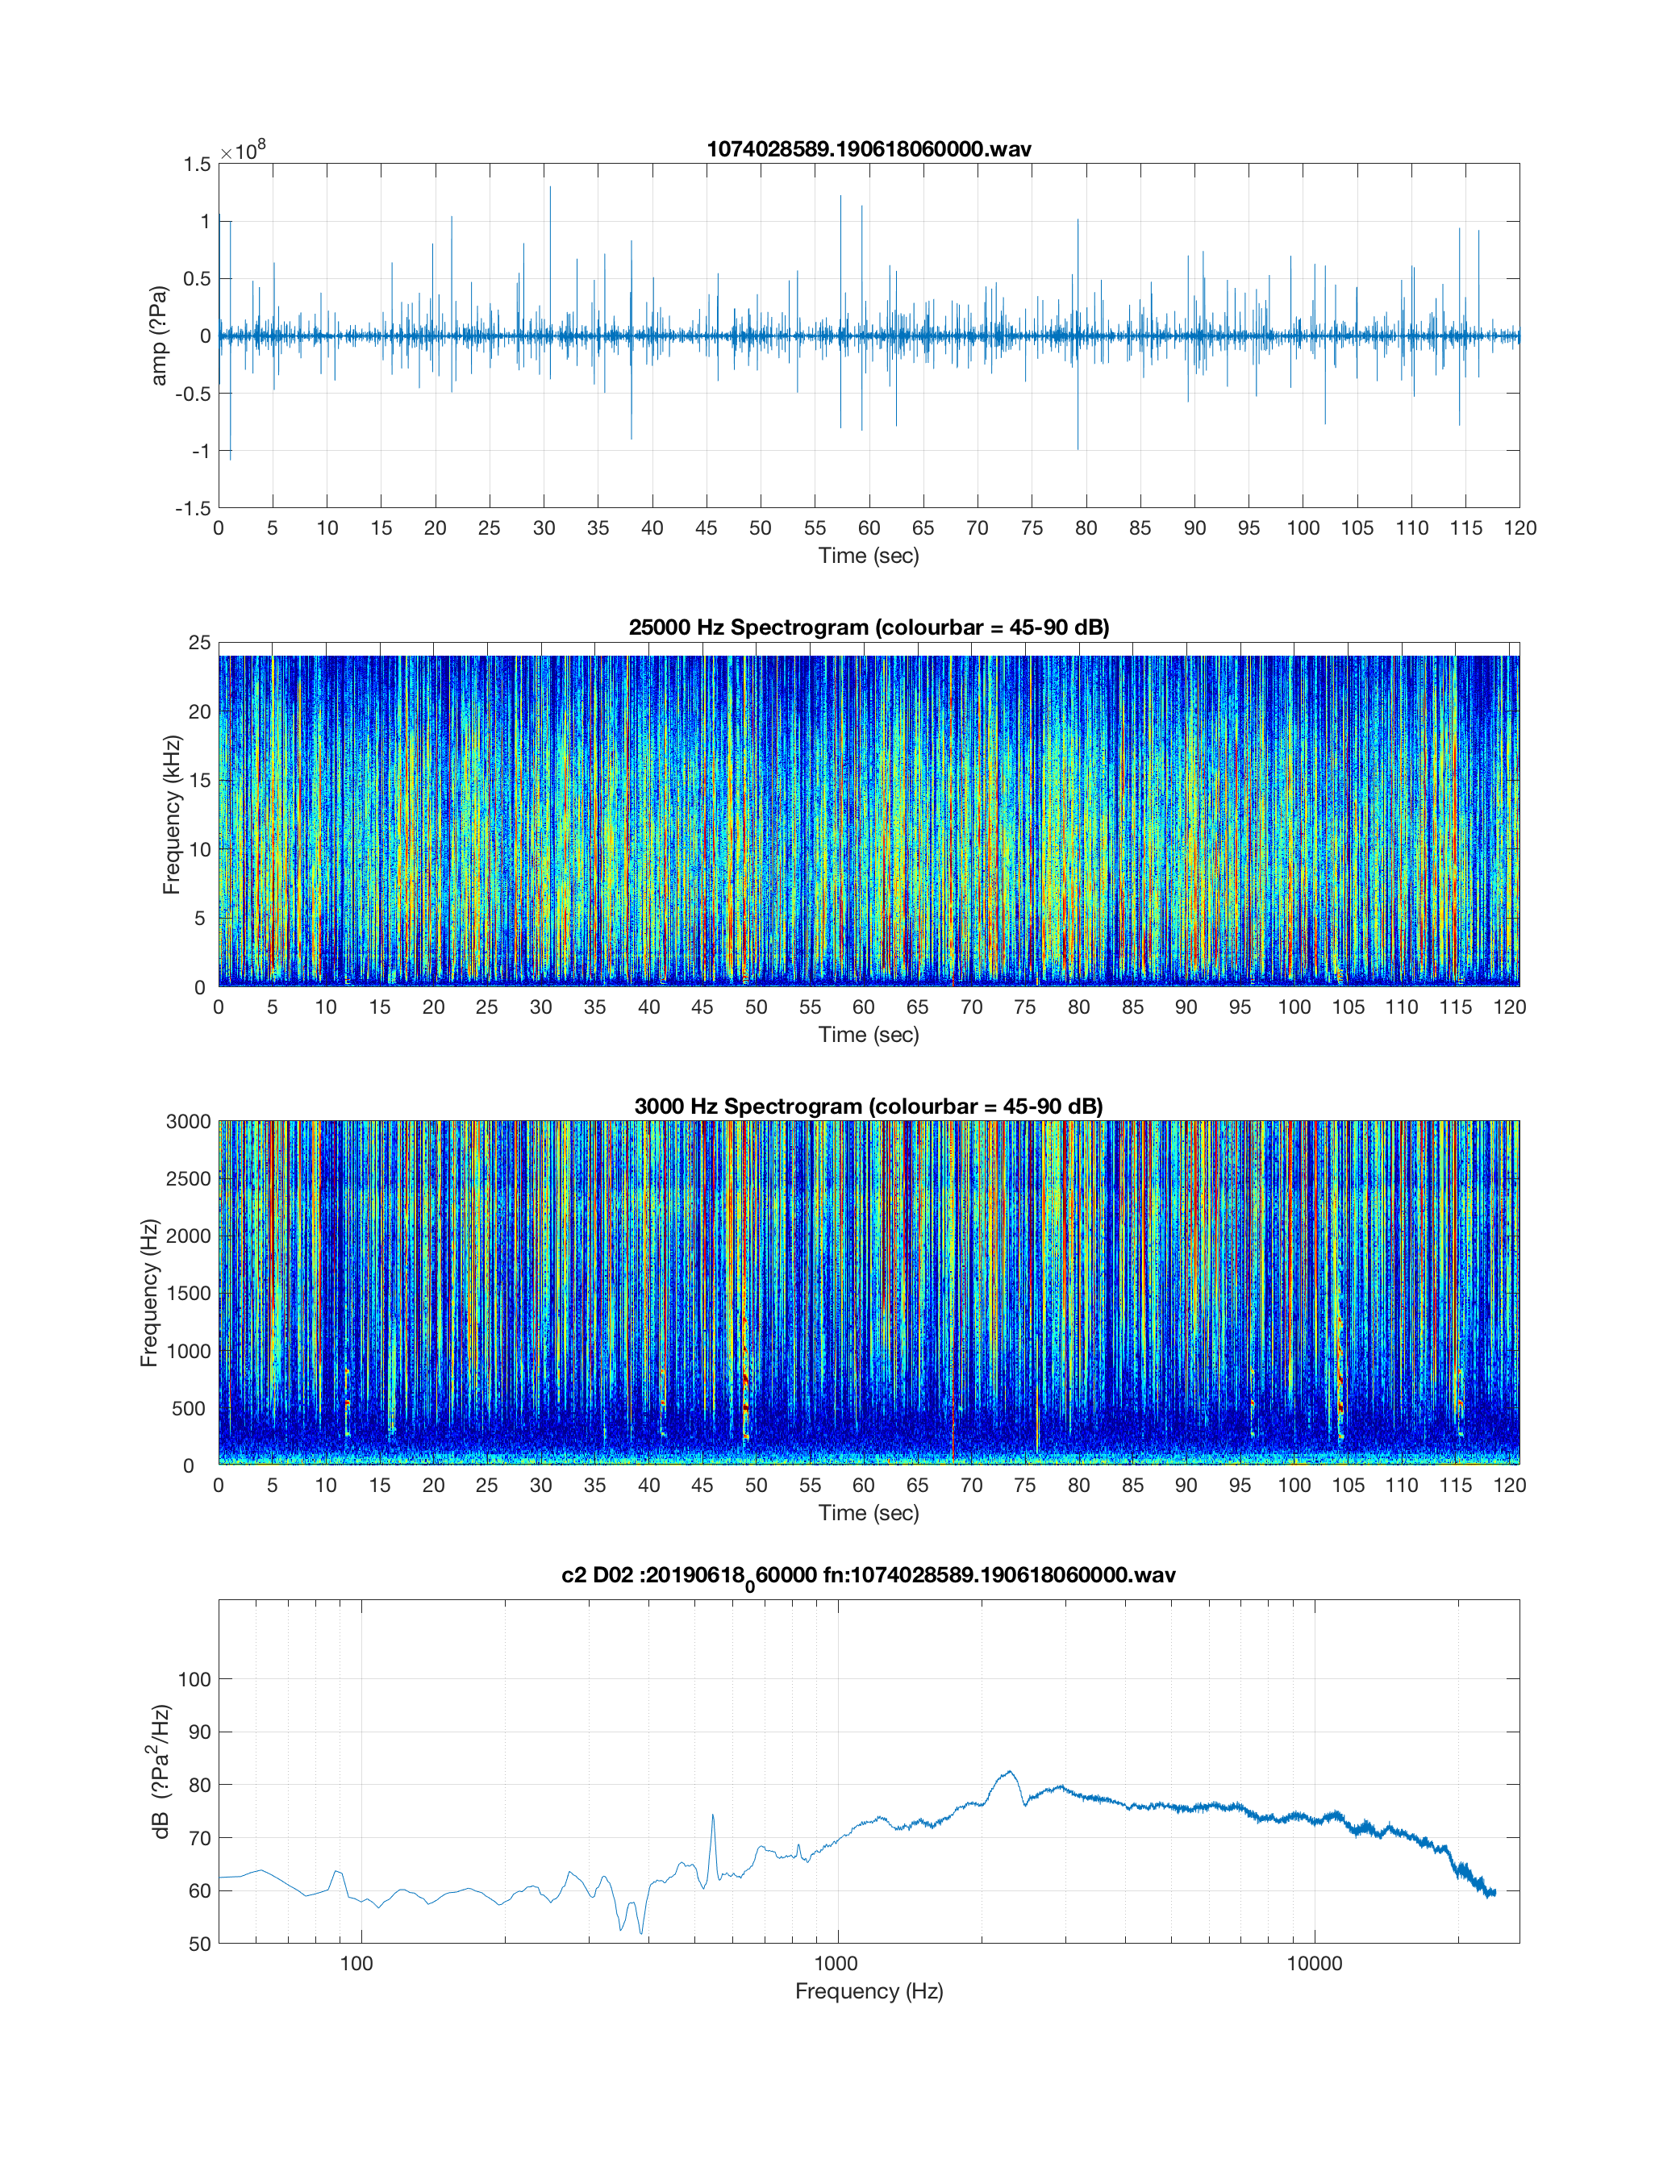 1074028589.190618060000.wav
×10^8
1.5
1
0.5
0
-0.5
-1
-1.5
amp (?Pa)
0 5 10 15 20 25 30 35 40 45 50 55 60 65 70 75 80 85 90 95 100 105 110 115 120
Time (sec)
25000 Hz Spectrogram (colourbar = 45-90 dB)
25
20
15
10
5
0
Frequency (kHz)
0 5 10 15 20 25 30 35 40 45 50 55 60 65 70 75 80 85 90 95 100 105 110 115 120
Time (sec)
3000 Hz Spectrogram (colourbar = 45-90 dB)
3000
2500
2000
1500
1000
500
0
Frequency (Hz)
0 5 10 15 20 25 30 35 40 45 50 55 60 65 70 75 80 85 90 95 100 105 110 115 120
Time (sec)
c2 D02 :20190618_060000 fn:1074028589.190618060000.wav
100
90
80
70
60
50
dB (?Pa²/Hz)
100 1000 10000
Frequency (Hz)